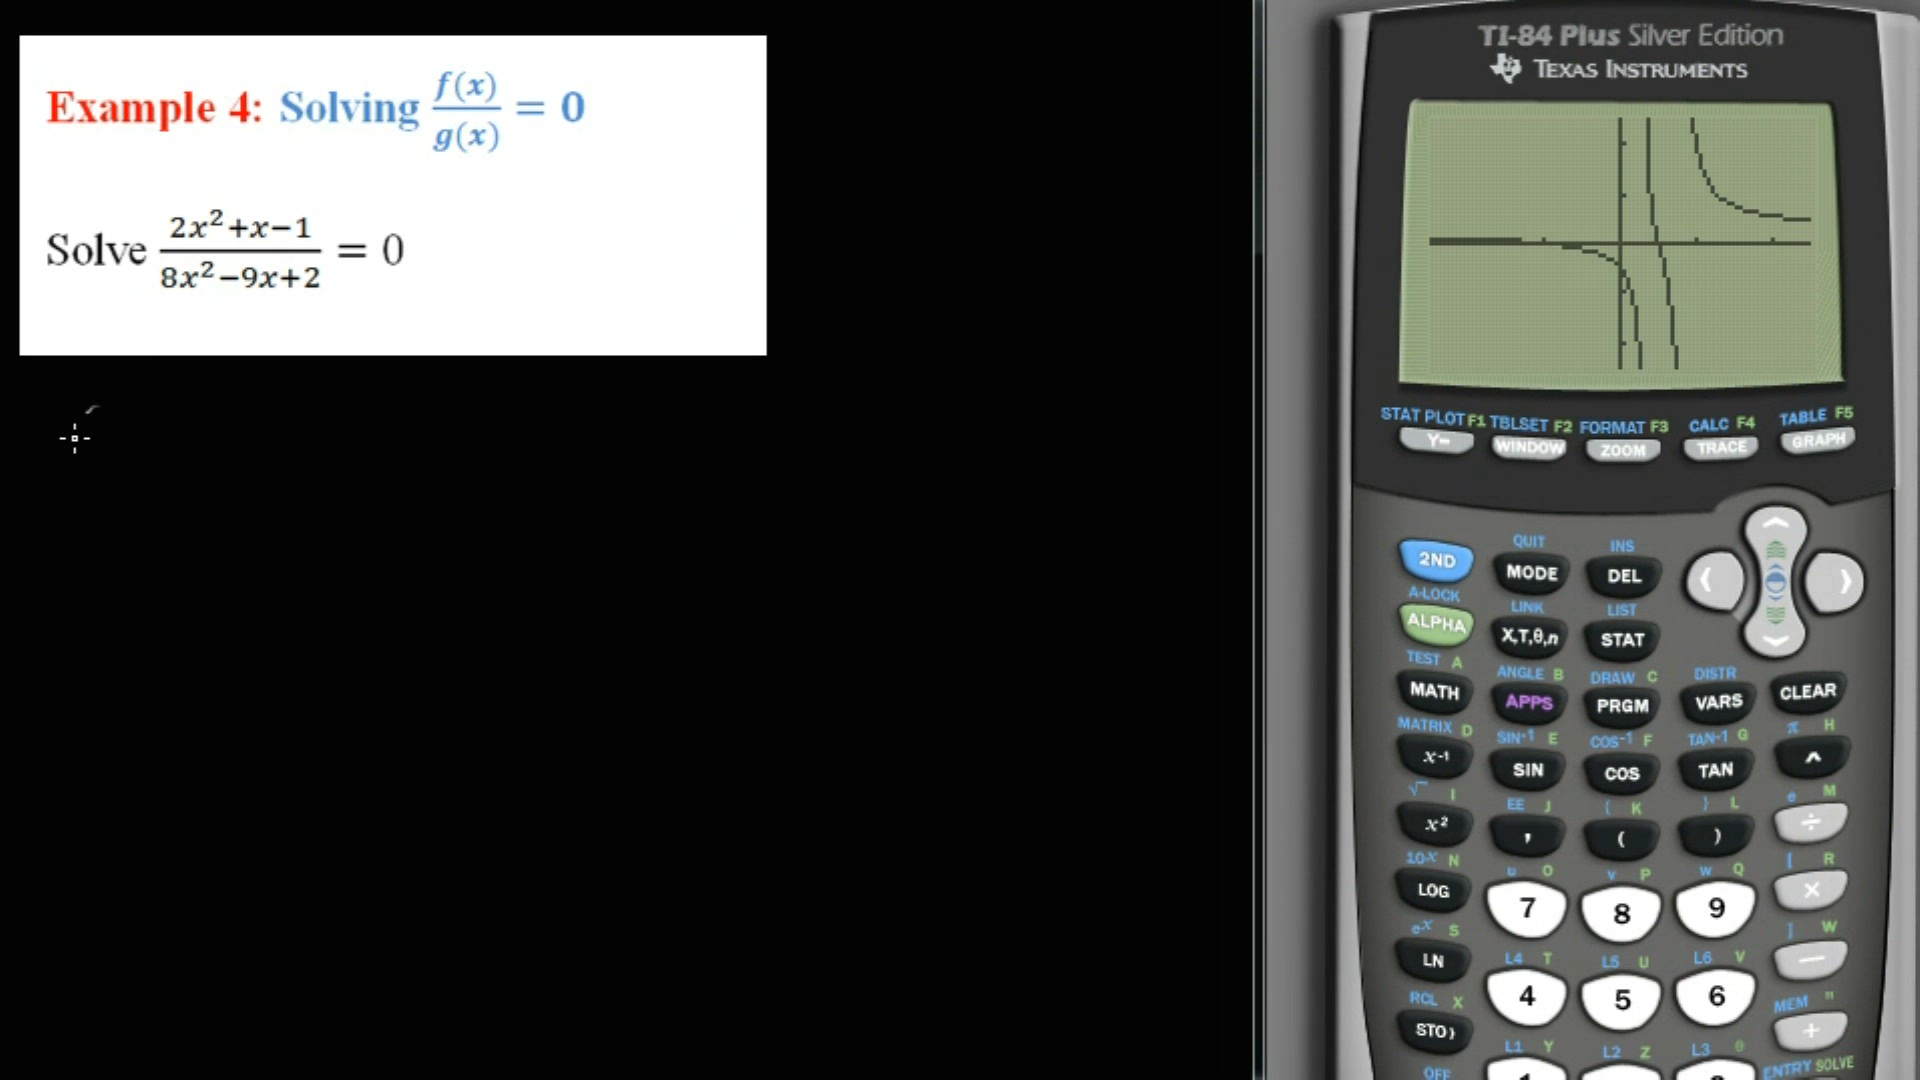 Example 4: Solving f(x)/g(x) = 0
Solve 2x²+x−1/8x²−9x+2 = 0
TI-84 Plus Silver Edition
TEXAS INSTRUMENTS
STAT PLOT F1 TBLSET F2 FORMAT F3 CALC F4 TABLE F5
Y= WINDOW ZOOM TRACE GRAPH
QUIT INS
2ND MODE DEL
A-LOCK LINK LIST
ALPHA X,T,θ,n STAT
TEST A ANGLE B DRAW C DISTR
MATH APPS PRGM VARS CLEAR
MATRIX D SIN-1 E COS-1 F TAN-1 G π H
x-1 SIN COS TAN ^
√ I EE J { K } L e M
x² , ( ) ÷
10x N u O v P w Q [ R
LOG 7 8 9 ×
ex S L4 T L5 U L6 V ] W
LN 4 5 6 −
RCL X L1 Y L2 Z L3 θ MEM "
STO› +
OFF ENTRY SOLVE